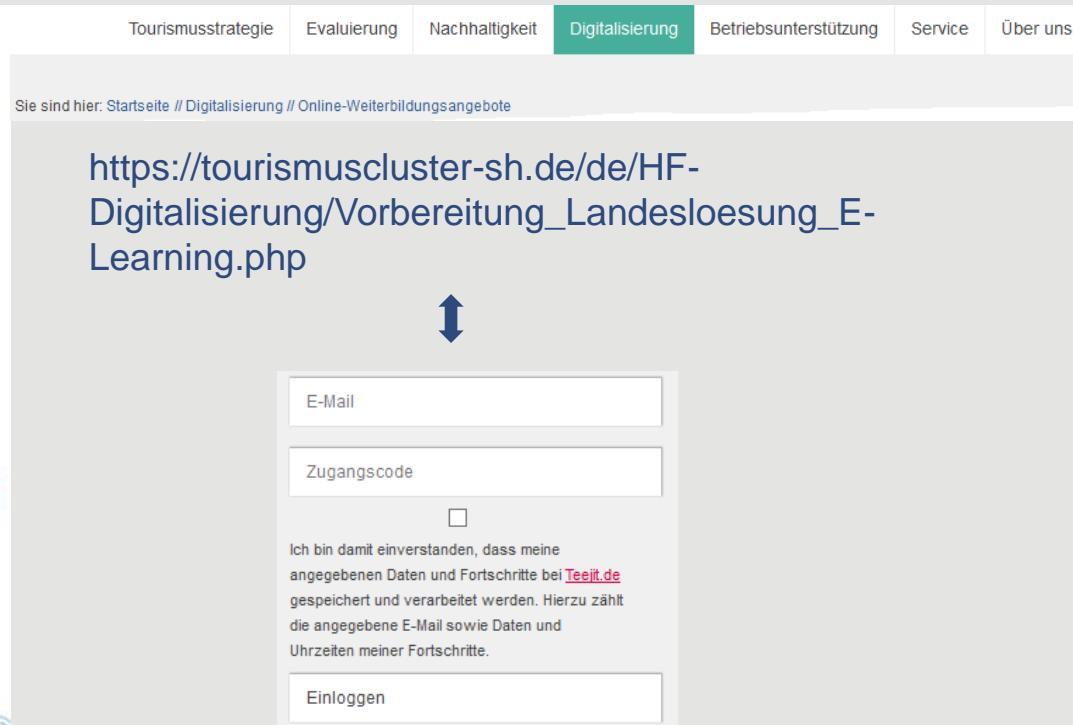 Tourismusstrategie Evaluierung Nachhaltigkeit Digitalisierung Betriebsunterstützung Service Über uns
Sie sind hier: Startseite // Digitalisierung // Online-Weiterbildungsangebote
https://tourismuscluster-sh.de/de/HF-
Digitalisierung/Vorbereitung_Landesloesung_E-
Learning.php
E-Mail
Zugangscode
Ich bin damit einverstanden, dass meine
angegebenen Daten und Fortschritte bei Teejit.de
gespeichert und verarbeitet werden. Hierzu zählt
die angegebene E-Mail sowie Daten und
Uhrzeiten meiner Fortschritte.
Einloggen